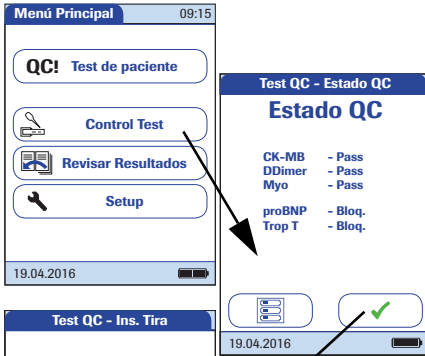 Menú Principal 09:15
QC! Test de paciente
Control Test
Revisar Resultados
Setup
19.04.2016
Test QC - Estado QC
Estado QC
CK-MB - Pass
DDimer - Pass
Myo - Pass
proBNP - Bloq.
Trop T - Bloq.
19.04.2016
Test QC - Ins. Tira